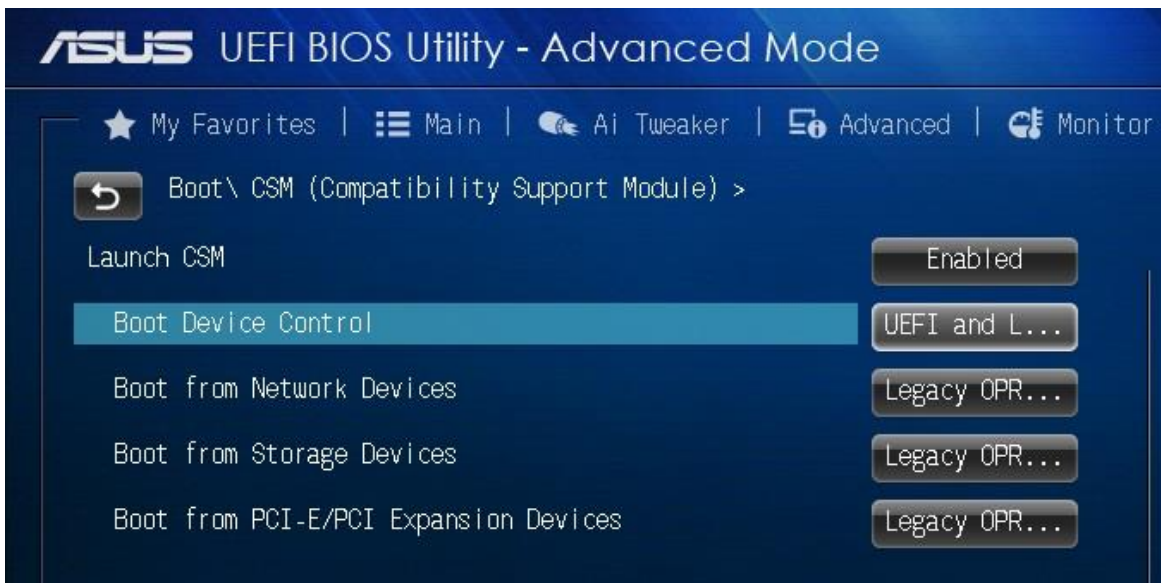 ASUS UEFI BIOS Utility - Advanced Mode
My Favorites | Main | Ai Tweaker | Advanced | Monitor
Boot\ CSM (Compatibility Support Module) >
Launch CSM Enabled
Boot Device Control UEFI and L...
Boot from Network Devices Legacy OPR...
Boot from Storage Devices Legacy OPR...
Boot from PCI-E/PCI Expansion Devices Legacy OPR...